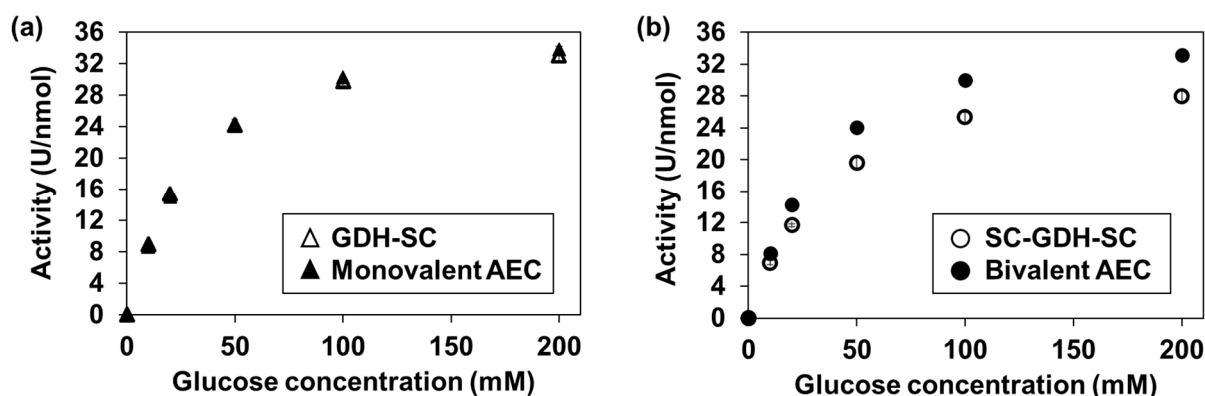 (a)
36
32
28
24
20
16
12
8
4
0
Activity (U/nmol)
GDH-SC
Monovalent AEC
0 50 100 150 200
Glucose concentration (mM)
(b)
36
32
28
24
20
16
12
8
4
0
Activity (U/nmol)
SC-GDH-SC
Bivalent AEC
0 50 100 150 200
Glucose concentration (mM)